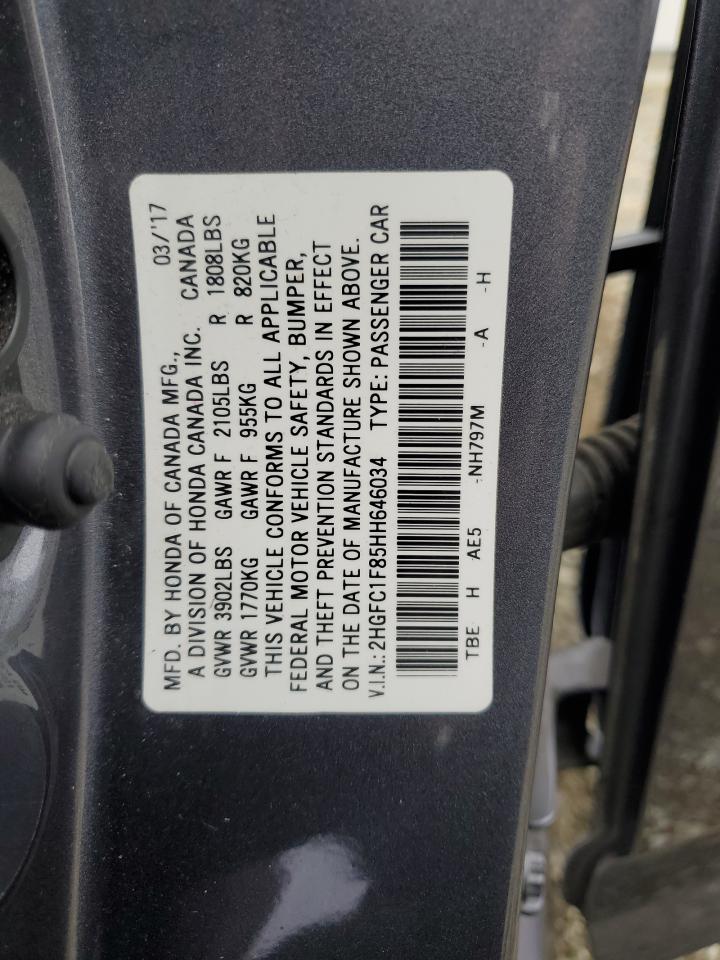 MFD. BY HONDA OF CANADA MFG., 03/'17
A DIVISION OF HONDA CANADA INC. CANADA
GVWR 3902LBS GAWR F 2105LBS R 1808LBS
GVWR 1770KG GAWR F 955KG R 820KG
THIS VEHICLE CONFORMS TO ALL APPLICABLE
FEDERAL MOTOR VEHICLE SAFETY, BUMPER,
AND THEFT PREVENTION STANDARDS IN EFFECT
ON THE DATE OF MANUFACTURE SHOWN ABOVE.
V.I.N.: 2HGFC1F85HH646034 TYPE: PASSENGER CAR
TBE H AE5 -NH797M -A -H